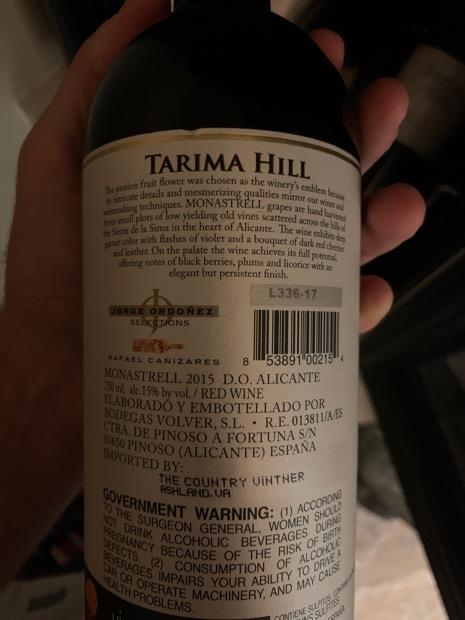 TARIMA HILL
The passion fruit flower was chosen as the winery's emblem because
its intricate details and mesmerizing qualities mirror our wines and
winemaking techniques. MONASTRELL grapes are hand harvested
from small plots of low yielding old vines scattered across the hills of
the Sierra de la Sima in the heart of Alicante. The wine exhibits deep
garnet color with flashes of violet and a bouquet of dark red cherries
and leather. On the palate the wine achieves its full potential,
offering notes of black berries, plums and licorice with an
elegant but persistent finish.
L336-17
JO
JORGE ORDOÑEZ
SELECTIONS
RAFAEL CAÑIZARES
8 53891 00215 4
MONASTRELL 2015 D.O. ALICANTE
750 ml. alc.15% by vol. / RED WINE
ELABORADO Y EMBOTELLADO POR
BODEGAS VOLVER, S.L. • R.E. 013811/A/ES
CTRA. DE PINOSO A FORTUNA S/N
03650 PINOSO (ALICANTE) ESPAÑA
IMPORTED BY:
THE COUNTRY VINTNER
ASHLAND, VA
GOVERNMENT WARNING: (1) ACCORDING
TO THE SURGEON GENERAL, WOMEN SHOULD
NOT DRINK ALCOHOLIC BEVERAGES DURING
PREGNANCY BECAUSE OF THE RISK OF BIRTH
DEFECTS. (2) CONSUMPTION OF ALCOHOLIC
BEVERAGES IMPAIRS YOUR ABILITY TO DRIVE A
CAR OR OPERATE MACHINERY, AND MAY CAUSE
HEALTH PROBLEMS.
CONTIENE SULFITOS,